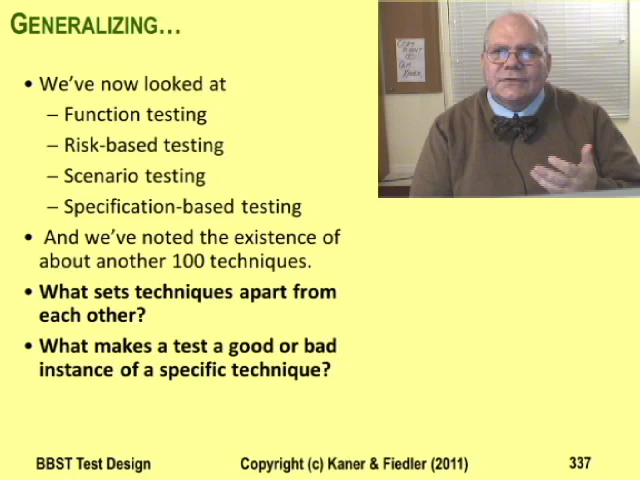 GENERALIZING…
• We've now looked at
– Function testing
– Risk-based testing
– Scenario testing
– Specification-based testing
• And we've noted the existence of
about another 100 techniques.
• What sets techniques apart from
each other?
• What makes a test a good or bad
instance of a specific technique?
BBST Test Design
Copyright (c) Kaner & Fiedler (2011)
337